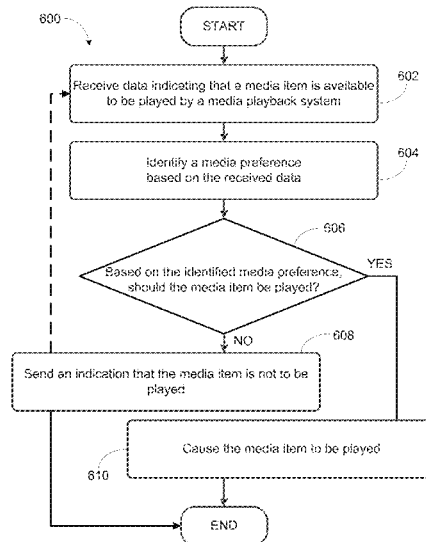 START
600
Receive data indicating that a media item is available
to be played by a media playback system
602
Identify a media preference
based on the received data
604
606
Based on the identified media preference,
should the media item be played?
YES
NO
608
Send an indication that the media item is not to be
played
Cause the media item to be played
610
END